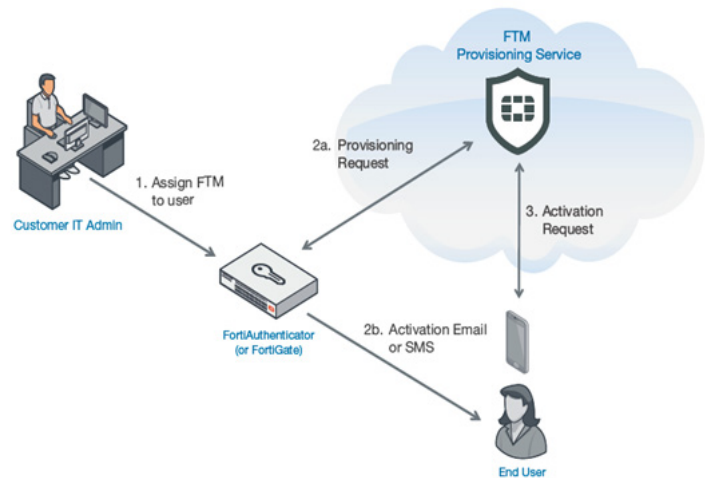 FTM
Provisioning Service
2a. Provisioning
Request
1. Assign FTM
to user
3. Activation
Request
Customer IT Admin
FortiAuthenticator
(or FortiGate)
2b. Activation Email
or SMS
End User